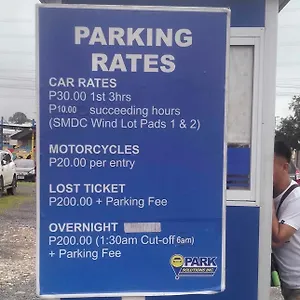 PARKING
RATES
CAR RATES
P30.00 1st 3hrs
P10.00 succeeding hours
(SMDC Wind Lot Pads 1 & 2)
MOTORCYCLES
P20.00 per entry
LOST TICKET
P200.00 + Parking Fee
OVERNIGHT
P200.00 (1:30am Cut-off 6am)
+ Parking Fee
PARK
SOLUTIONS INC.